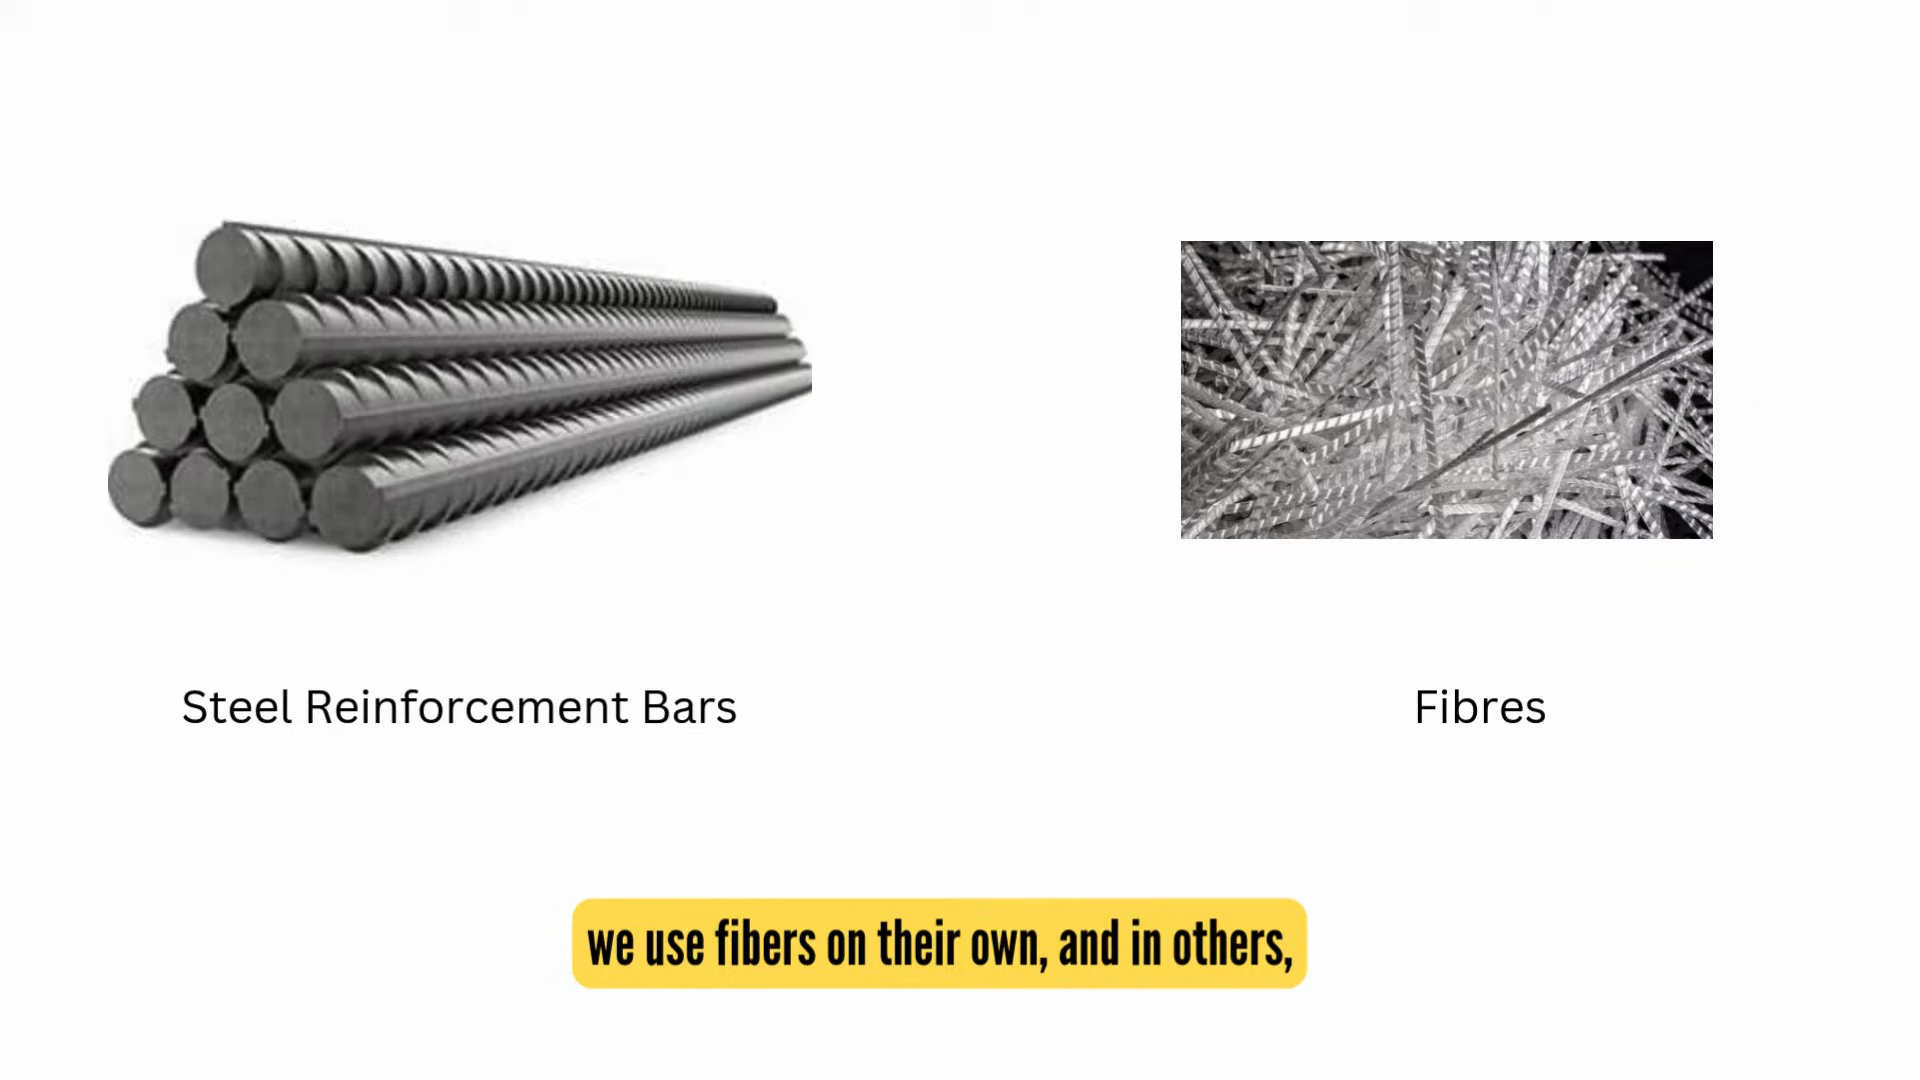 Steel Reinforcement Bars
Fibres
we use fibers on their own, and in others,